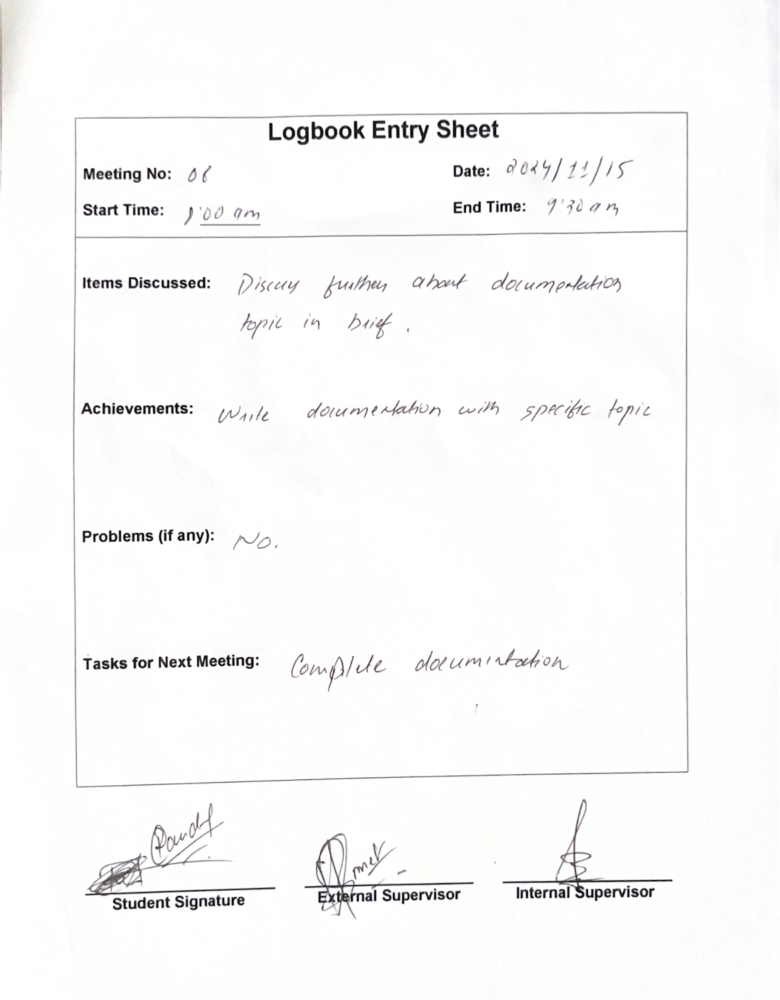 Logbook Entry Sheet
Meeting No: 06 Date: 2024/11/15
Start Time: :00 am End Time: 9:30 am
Items Discussed: Discuss further about documentation
topic in brief.
Achievements: Write documentation with specific topic
Problems (if any): No.
Tasks for Next Meeting: Complete documentation
Student Signature External Supervisor Internal Supervisor